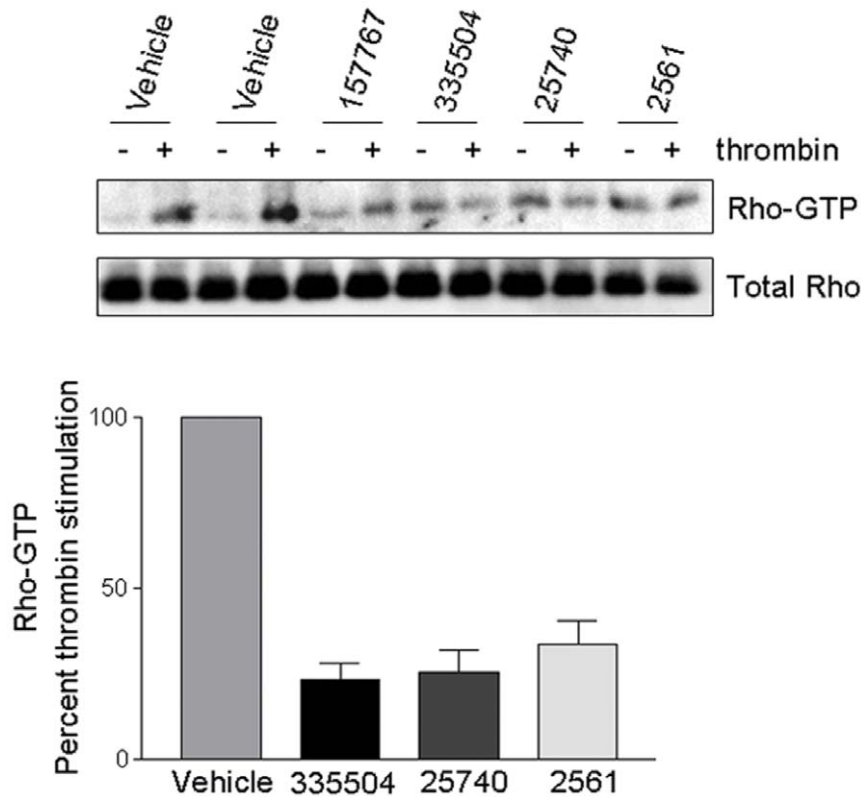 Vehicle Vehicle 157767 335504 25740 2561
- + - + - + - + - + - + thrombin
Rho-GTP
Total Rho
Rho-GTP
Percent thrombin stimulation
100
50
0
Vehicle 335504 25740 2561